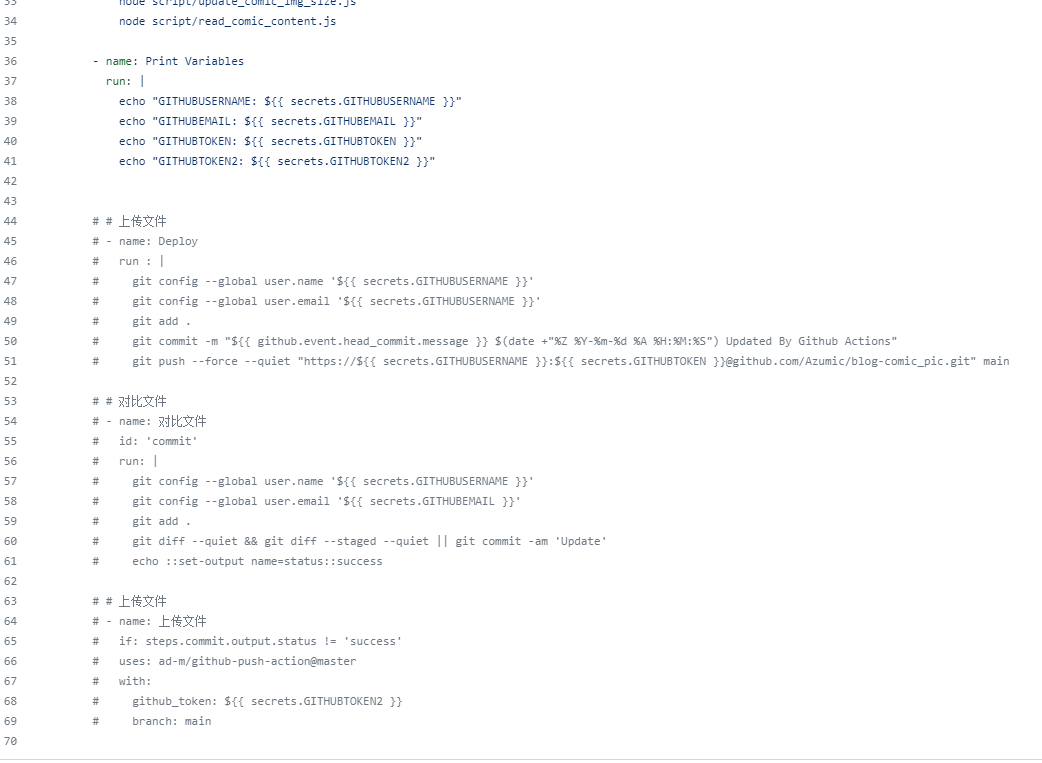 33 node script/update_comic_img_size.js
34 node script/read_comic_content.js
35
36 - name: Print Variables
37 run: |
38 echo "GITHUBUSERNAME: ${{ secrets.GITHUBUSERNAME }}"
39 echo "GITHUBEMAIL: ${{ secrets.GITHUBEMAIL }}"
40 echo "GITHUBTOKEN: ${{ secrets.GITHUBTOKEN }}"
41 echo "GITHUBTOKEN2: ${{ secrets.GITHUBTOKEN2 }}"
42
43
44 # # 上传文件
45 # - name: Deploy
46 #   run : |
47 #     git config --global user.name '${{ secrets.GITHUBUSERNAME }}'
48 #     git config --global user.email '${{ secrets.GITHUBUSERNAME }}'
49 #     git add .
50 #     git commit -m "${{ github.event.head_commit.message }} $(date +"%Z %Y-%m-%d %A %H:%M:%S") Updated By Github Actions"
51 #     git push --force --quiet "https://${{ secrets.GITHUBUSERNAME }}:${{ secrets.GITHUBTOKEN }}@github.com/Azumic/blog-comic_pic.git" main
52
53 # # 对比文件
54 # - name: 对比文件
55 #   id: 'commit'
56 #   run: |
57 #     git config --global user.name '${{ secrets.GITHUBUSERNAME }}'
58 #     git config --global user.email '${{ secrets.GITHUBEMAIL }}'
59 #     git add .
60 #     git diff --quiet && git diff --staged --quiet || git commit -am 'Update'
61 #     echo ::set-output name=status::success
62
63 # # 上传文件
64 # - name: 上传文件
65 #   if: steps.commit.output.status != 'success'
66 #   uses: ad-m/github-push-action@master
67 #   with:
68 #     github_token: ${{ secrets.GITHUBTOKEN2 }}
69 #     branch: main
70